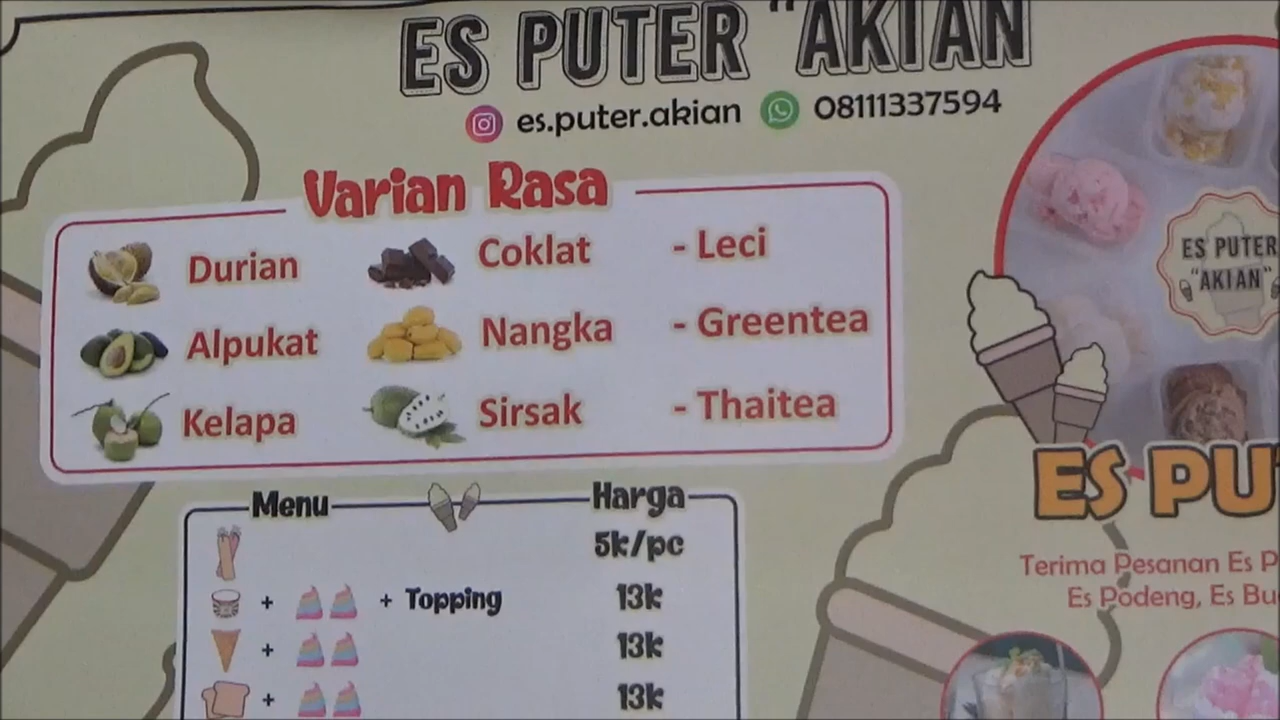 ES PUTER "AKIAN
es.puter.akian 08111337594
Varian Rasa
Durian Coklat - Leci
Alpukat Nangka - Greentea
Kelapa Sirsak - Thaitea
Menu Harga
5k/pc
+ + Topping 13k
+ 13k
+ 13k
ES PUTER
"AKIAN"
ES PU
Terima Pesanan Es P
Es Podeng, Es Bu